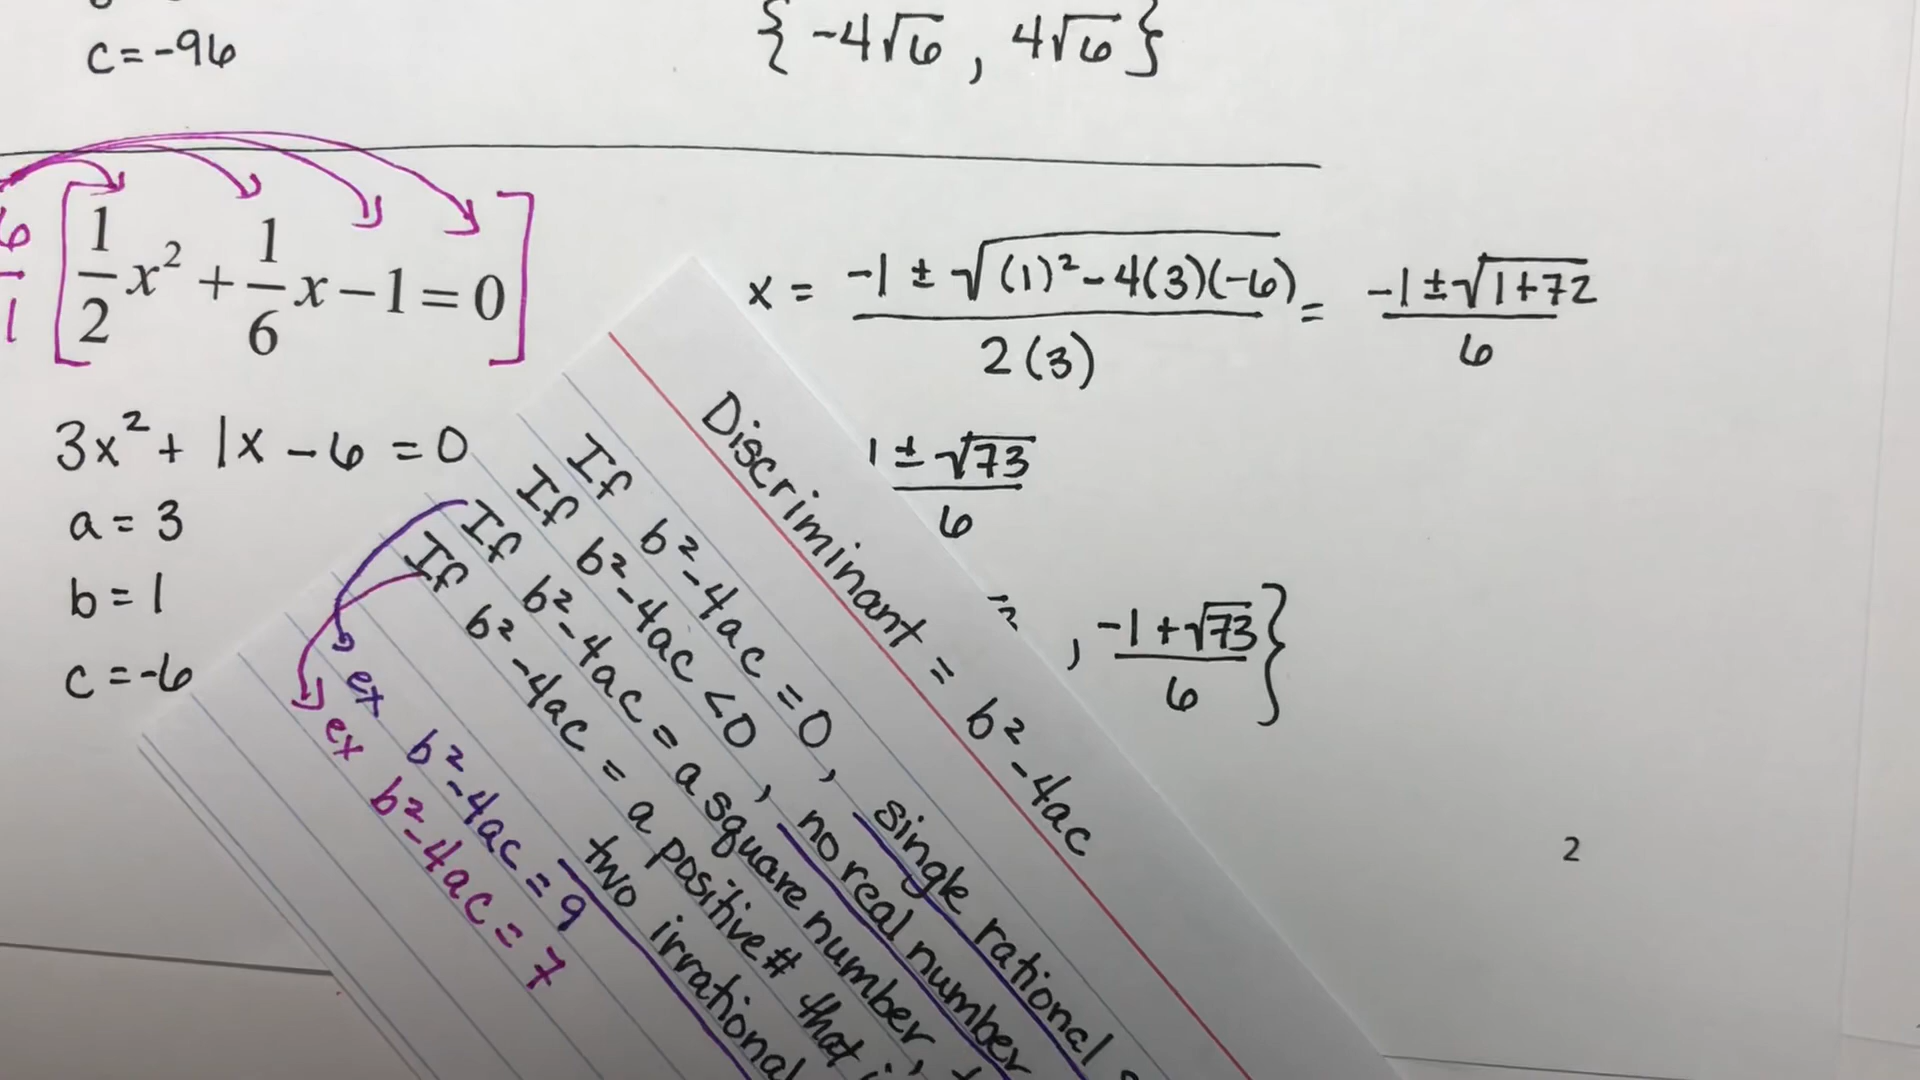 c = -96
{ -4√6 , 4√6 }
6/1 [ 1/2 x² + 1/6 x − 1 = 0 ]
3x² + 1x − 6 = 0
a = 3
b = 1
c = -6
x = -1 ± √(1)² - 4(3)(-6) / 2(3) = -1 ± √1+72 / 6
1 ± √73 / 6
, -1 + √73 / 6 }
Discriminant = b² - 4ac
If b² - 4ac = 0, single rational
If b² - 4ac < 0, no real number
If b² - 4ac = a square number,
If b² - 4ac = a positive # that
two irrational
ex b² - 4ac = 9
ex b² - 4ac = 7
2